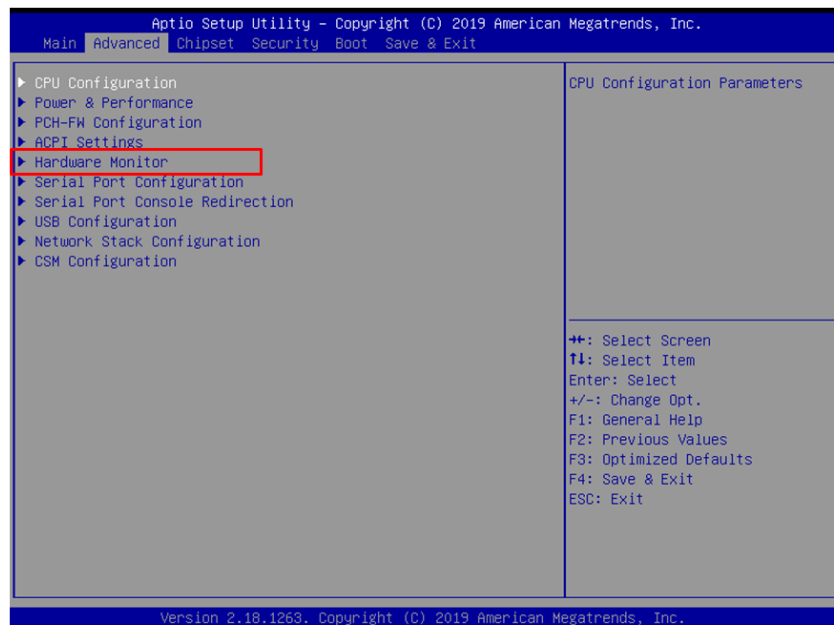 Aptio Setup Utility – Copyright (C) 2019 American Megatrends, Inc.
Main Advanced Chipset Security Boot Save & Exit
CPU Configuration
Power & Performance
PCH-FW Configuration
ACPI Settings
Hardware Monitor
Serial Port Configuration
Serial Port Console Redirection
USB Configuration
Network Stack Configuration
CSM Configuration
CPU Configuration Parameters
→←: Select Screen
↑↓: Select Item
Enter: Select
+/-: Change Opt.
F1: General Help
F2: Previous Values
F3: Optimized Defaults
F4: Save & Exit
ESC: Exit
Version 2.18.1263. Copyright (C) 2019 American Megatrends, Inc.